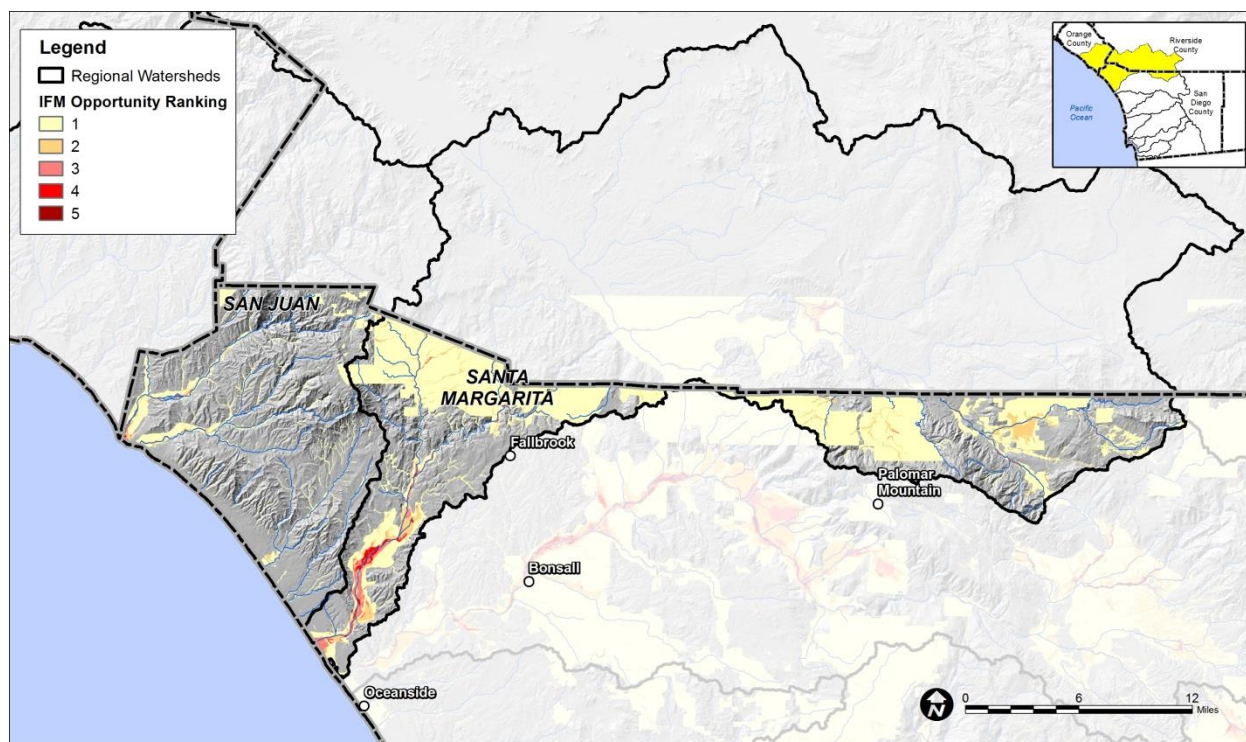 Legend
Regional Watersheds
IFM Opportunity Ranking
1
2
3
4
5
Orange
County
Riverside
County
San
Diego
County
Pacific
Ocean
SAN JUAN
SANTA
MARGARITA
Fallbrook
Palomar
Mountain
Bonsall
Oceanside
N
0
6
12
Miles